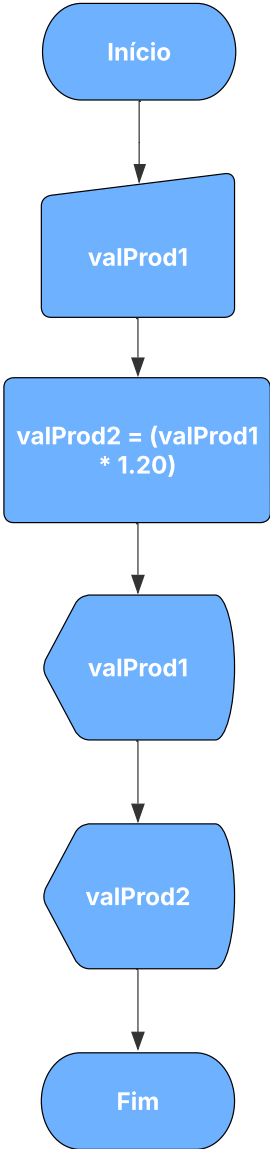 Início
valProd1
valProd2 = (valProd1
* 1.20)
valProd1
valProd2
Fim